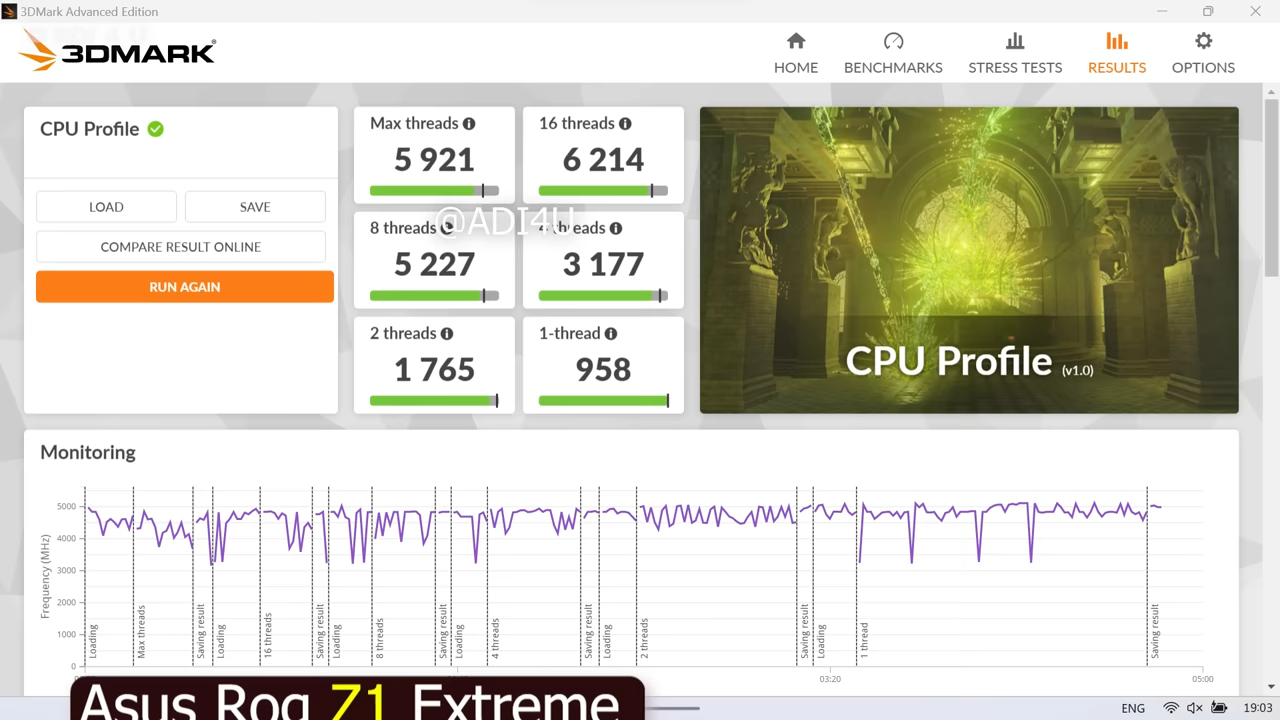 3DMark Advanced Edition
3DMARK
HOME
BENCHMARKS
STRESS TESTS
RESULTS
OPTIONS
CPU Profile
LOAD
SAVE
COMPARE RESULT ONLINE
RUN AGAIN
Max threads
5 921
16 threads
6 214
8 threads
5 227
threads
3 177
2 threads
1 765
1-thread
958
@ADI4U
CPU Profile (v1.0)
Monitoring
Frequency (MHz)
5000
4000
3000
2000
1000
0
Loading
Max threads
Saving result
Loading
16 threads
Saving result
Loading
8 threads
Saving result
Loading
4 threads
Saving result
Loading
2 threads
Saving result
Loading
1 thread
Saving result
03:20
05:00
Asus Rog Z1 Extreme
ENG
19:03